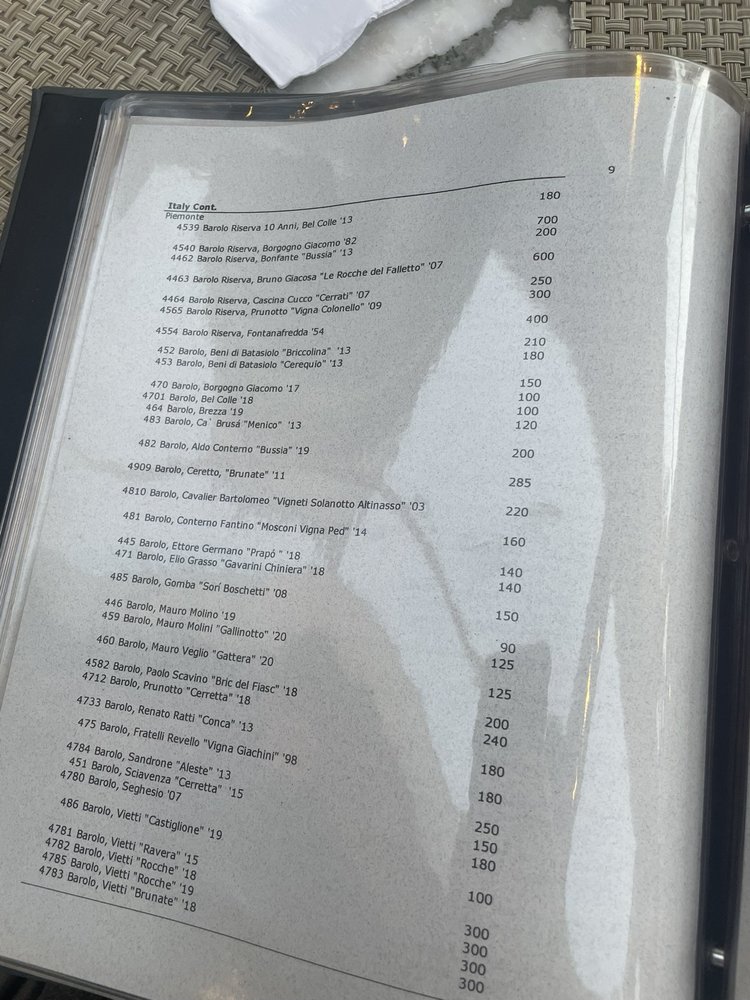 9
Italy Cont.
Piemonte
4539 Barolo Riserva 10 Anni, Bel Colle '13 180
4540 Barolo Riserva, Borgogno Giacomo '82 700
4462 Barolo Riserva, Bonfante "Bussia" '13 200
4463 Barolo Riserva, Bruno Giacosa "Le Rocche del Falletto" '07 600
4464 Barolo Riserva, Cascina Cucco "Cerrati" '07 250
4565 Barolo Riserva, Prunotto "Vigna Colonello" '09 300
4554 Barolo Riserva, Fontanafredda '54 400
452 Barolo, Beni di Batasiolo "Briccolina" '13 210
453 Barolo, Beni di Batasiolo "Cerequio" '13 180
470 Barolo, Borgogno Giacomo '17 150
4701 Barolo, Bel Colle '18 100
464 Barolo, Brezza '19 100
483 Barolo, Ca` Brusá "Menico" '13 120
482 Barolo, Aldo Conterno "Bussia" '19 200
4909 Barolo, Ceretto, "Brunate" '11 285
4810 Barolo, Cavalier Bartolomeo "Vigneti Solanotto Altinasso" '03 220
481 Barolo, Conterno Fantino "Mosconi Vigna Ped" '14 160
445 Barolo, Ettore Germano "Prapó " '18 140
471 Barolo, Elio Grasso "Gavarini Chiniera" '18 140
485 Barolo, Gomba "Sorí Boschetti" '08 150
446 Barolo, Mauro Molino '19 90
459 Barolo, Mauro Molini "Gallinotto" '20 125
460 Barolo, Mauro Veglio "Gattera" '20 125
4582 Barolo, Paolo Scavino "Bric del Fiasc" '18 200
4712 Barolo, Prunotto "Cerretta" '18 240
4733 Barolo, Renato Ratti "Conca" '13 180
475 Barolo, Fratelli Revello "Vigna Giachini" '98 180
4784 Barolo, Sandrone "Aleste" '13 250
451 Barolo, Sciavenza "Cerretta" '15 150
4780 Barolo, Seghesio '07 180
486 Barolo, Vietti "Castiglione" '19 100
4781 Barolo, Vietti "Ravera" '15 300
4782 Barolo, Vietti "Rocche" '18 300
4785 Barolo, Vietti "Rocche" '19 300
4783 Barolo, Vietti "Brunate" '18 300